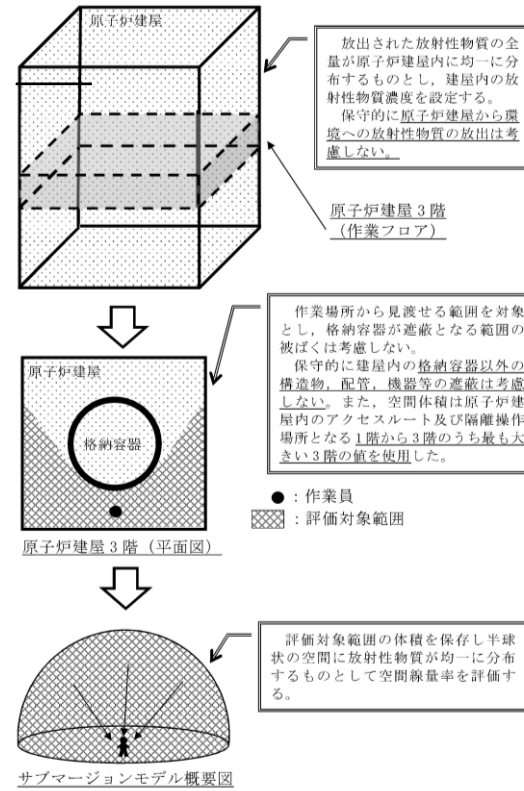 原子炉建屋
放出された放射性物質の全
量が原子炉建屋内に均一に分
布するものとし，建屋内の放
射性物質濃度を設定する。
保守的に原子炉建屋から環
境への放射性物質の放出は考
慮しない。
原子炉建屋３階
（作業フロア）
作業場所から見渡せる範囲を対象
とし，格納容器が遮蔽となる範囲の
被ばくは考慮しない。
保守的に建屋内の格納容器以外の
構造物，配管，機器等の遮蔽は考慮
しない。また，空間体積は原子炉建
屋内のアクセスルート及び隔離操作
場所となる１階から３階のうち最も大
きい３階の値を使用した。
原子炉建屋
格納容器
●：作業員
：評価対象範囲
原子炉建屋３階（平面図）
評価対象範囲の体積を保存し半球
状の空間に放射性物質が均一に分布
するものとして空間線量率を評価す
る。
サブマージョンモデル概要図